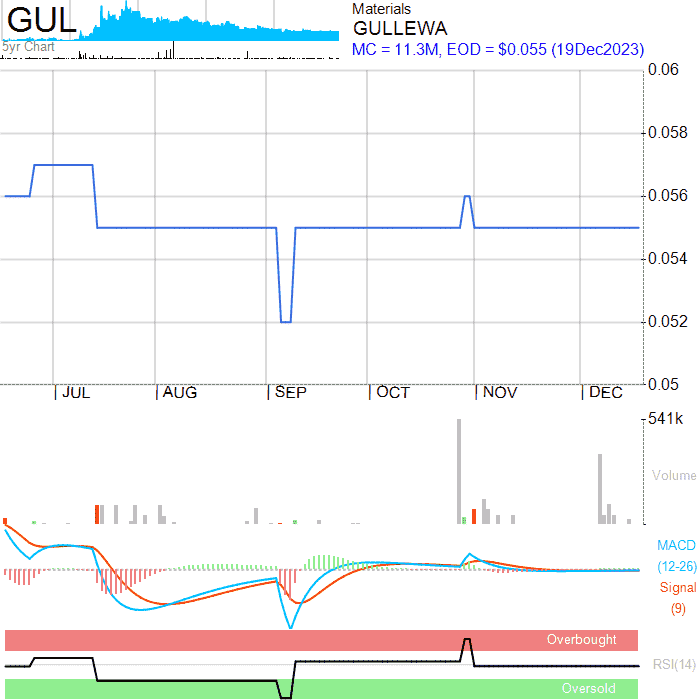 GUL
5yr Chart
Materials
GULLEWA
MC = 11.3M, EOD = $0.055 (19Dec2023)
0.06
0.058
0.056
0.054
0.052
0.05
| JUL | AUG | SEP | OCT | NOV | DEC
541k
Volume
MACD
(12-26)
Signal
(9)
Overbought
RSI(14)
Oversold